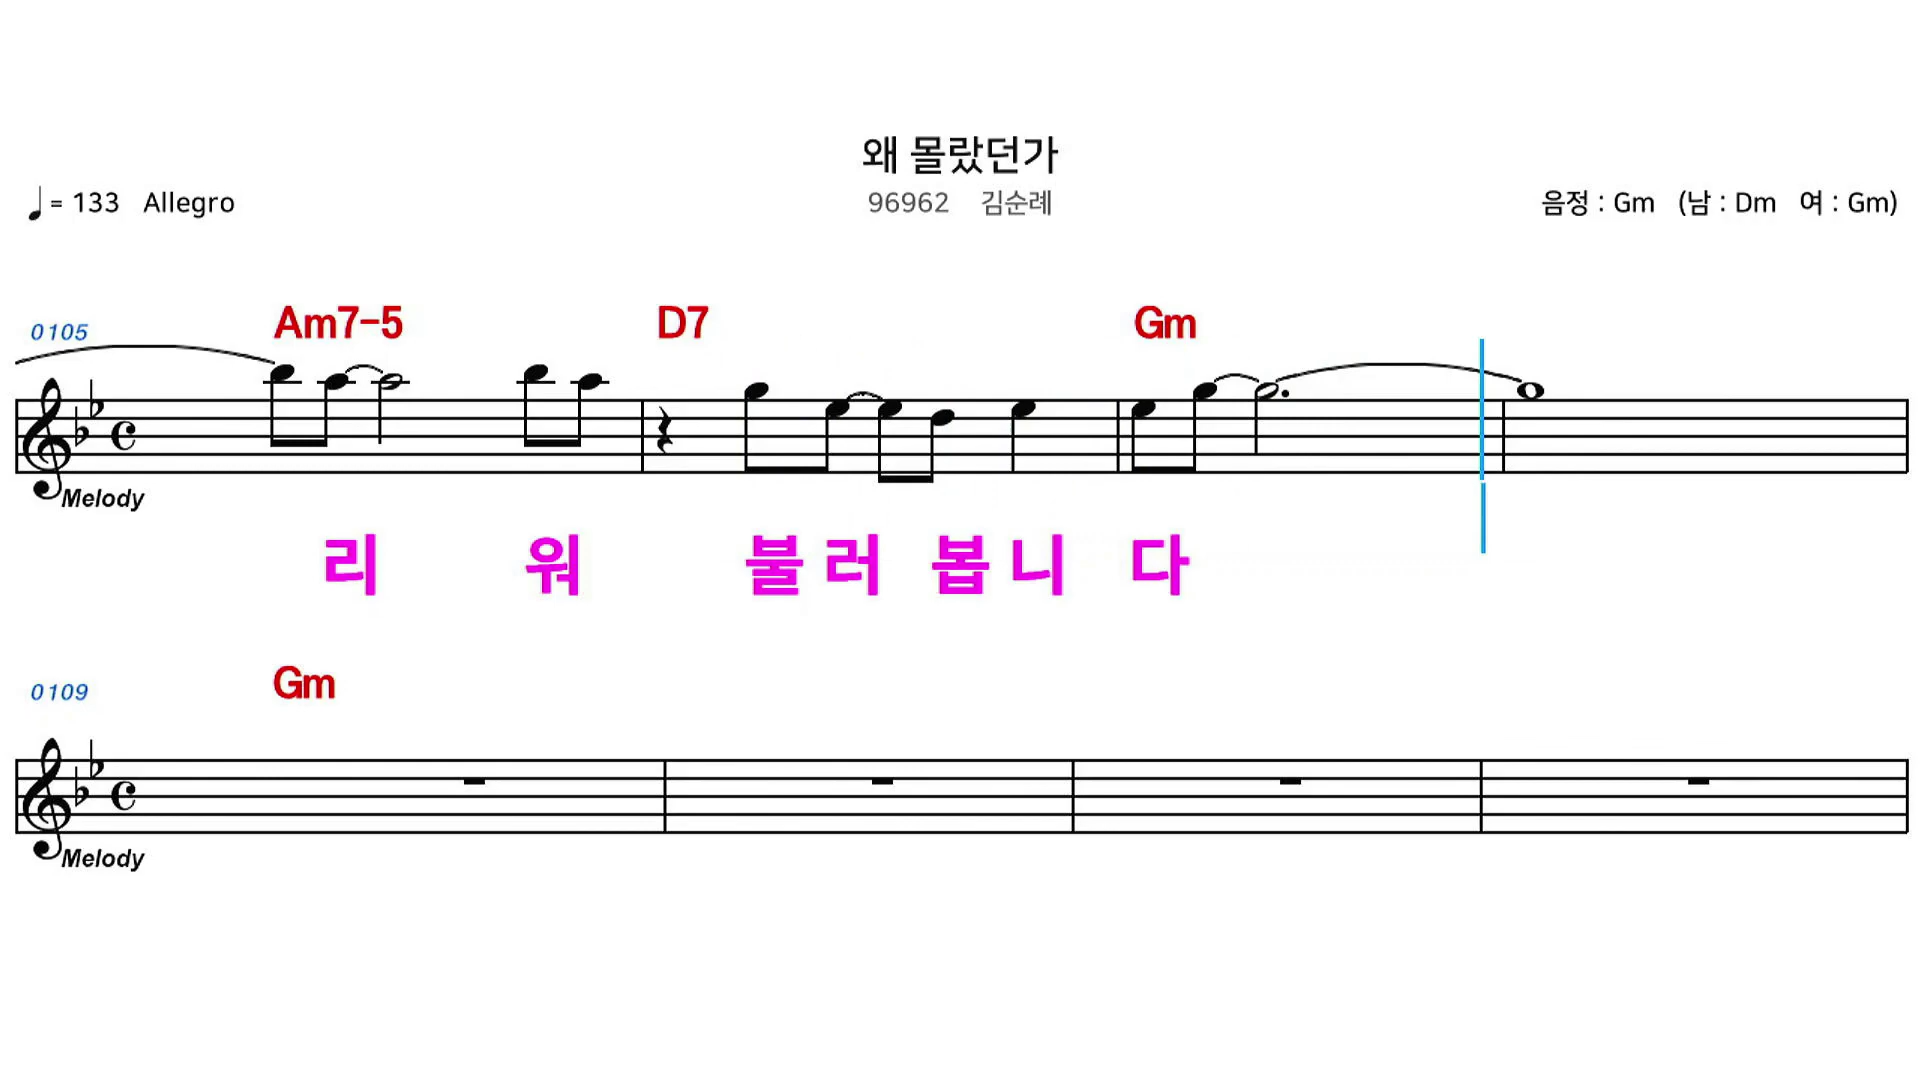 왜 몰랐던가
♩ = 133 Allegro 96962 김순례 음정 : Gm (남 : Dm 여 : Gm)
0105 Am7-5 D7 Gm
Melody
리 워 불 러 봅 니 다
0109 Gm
Melody